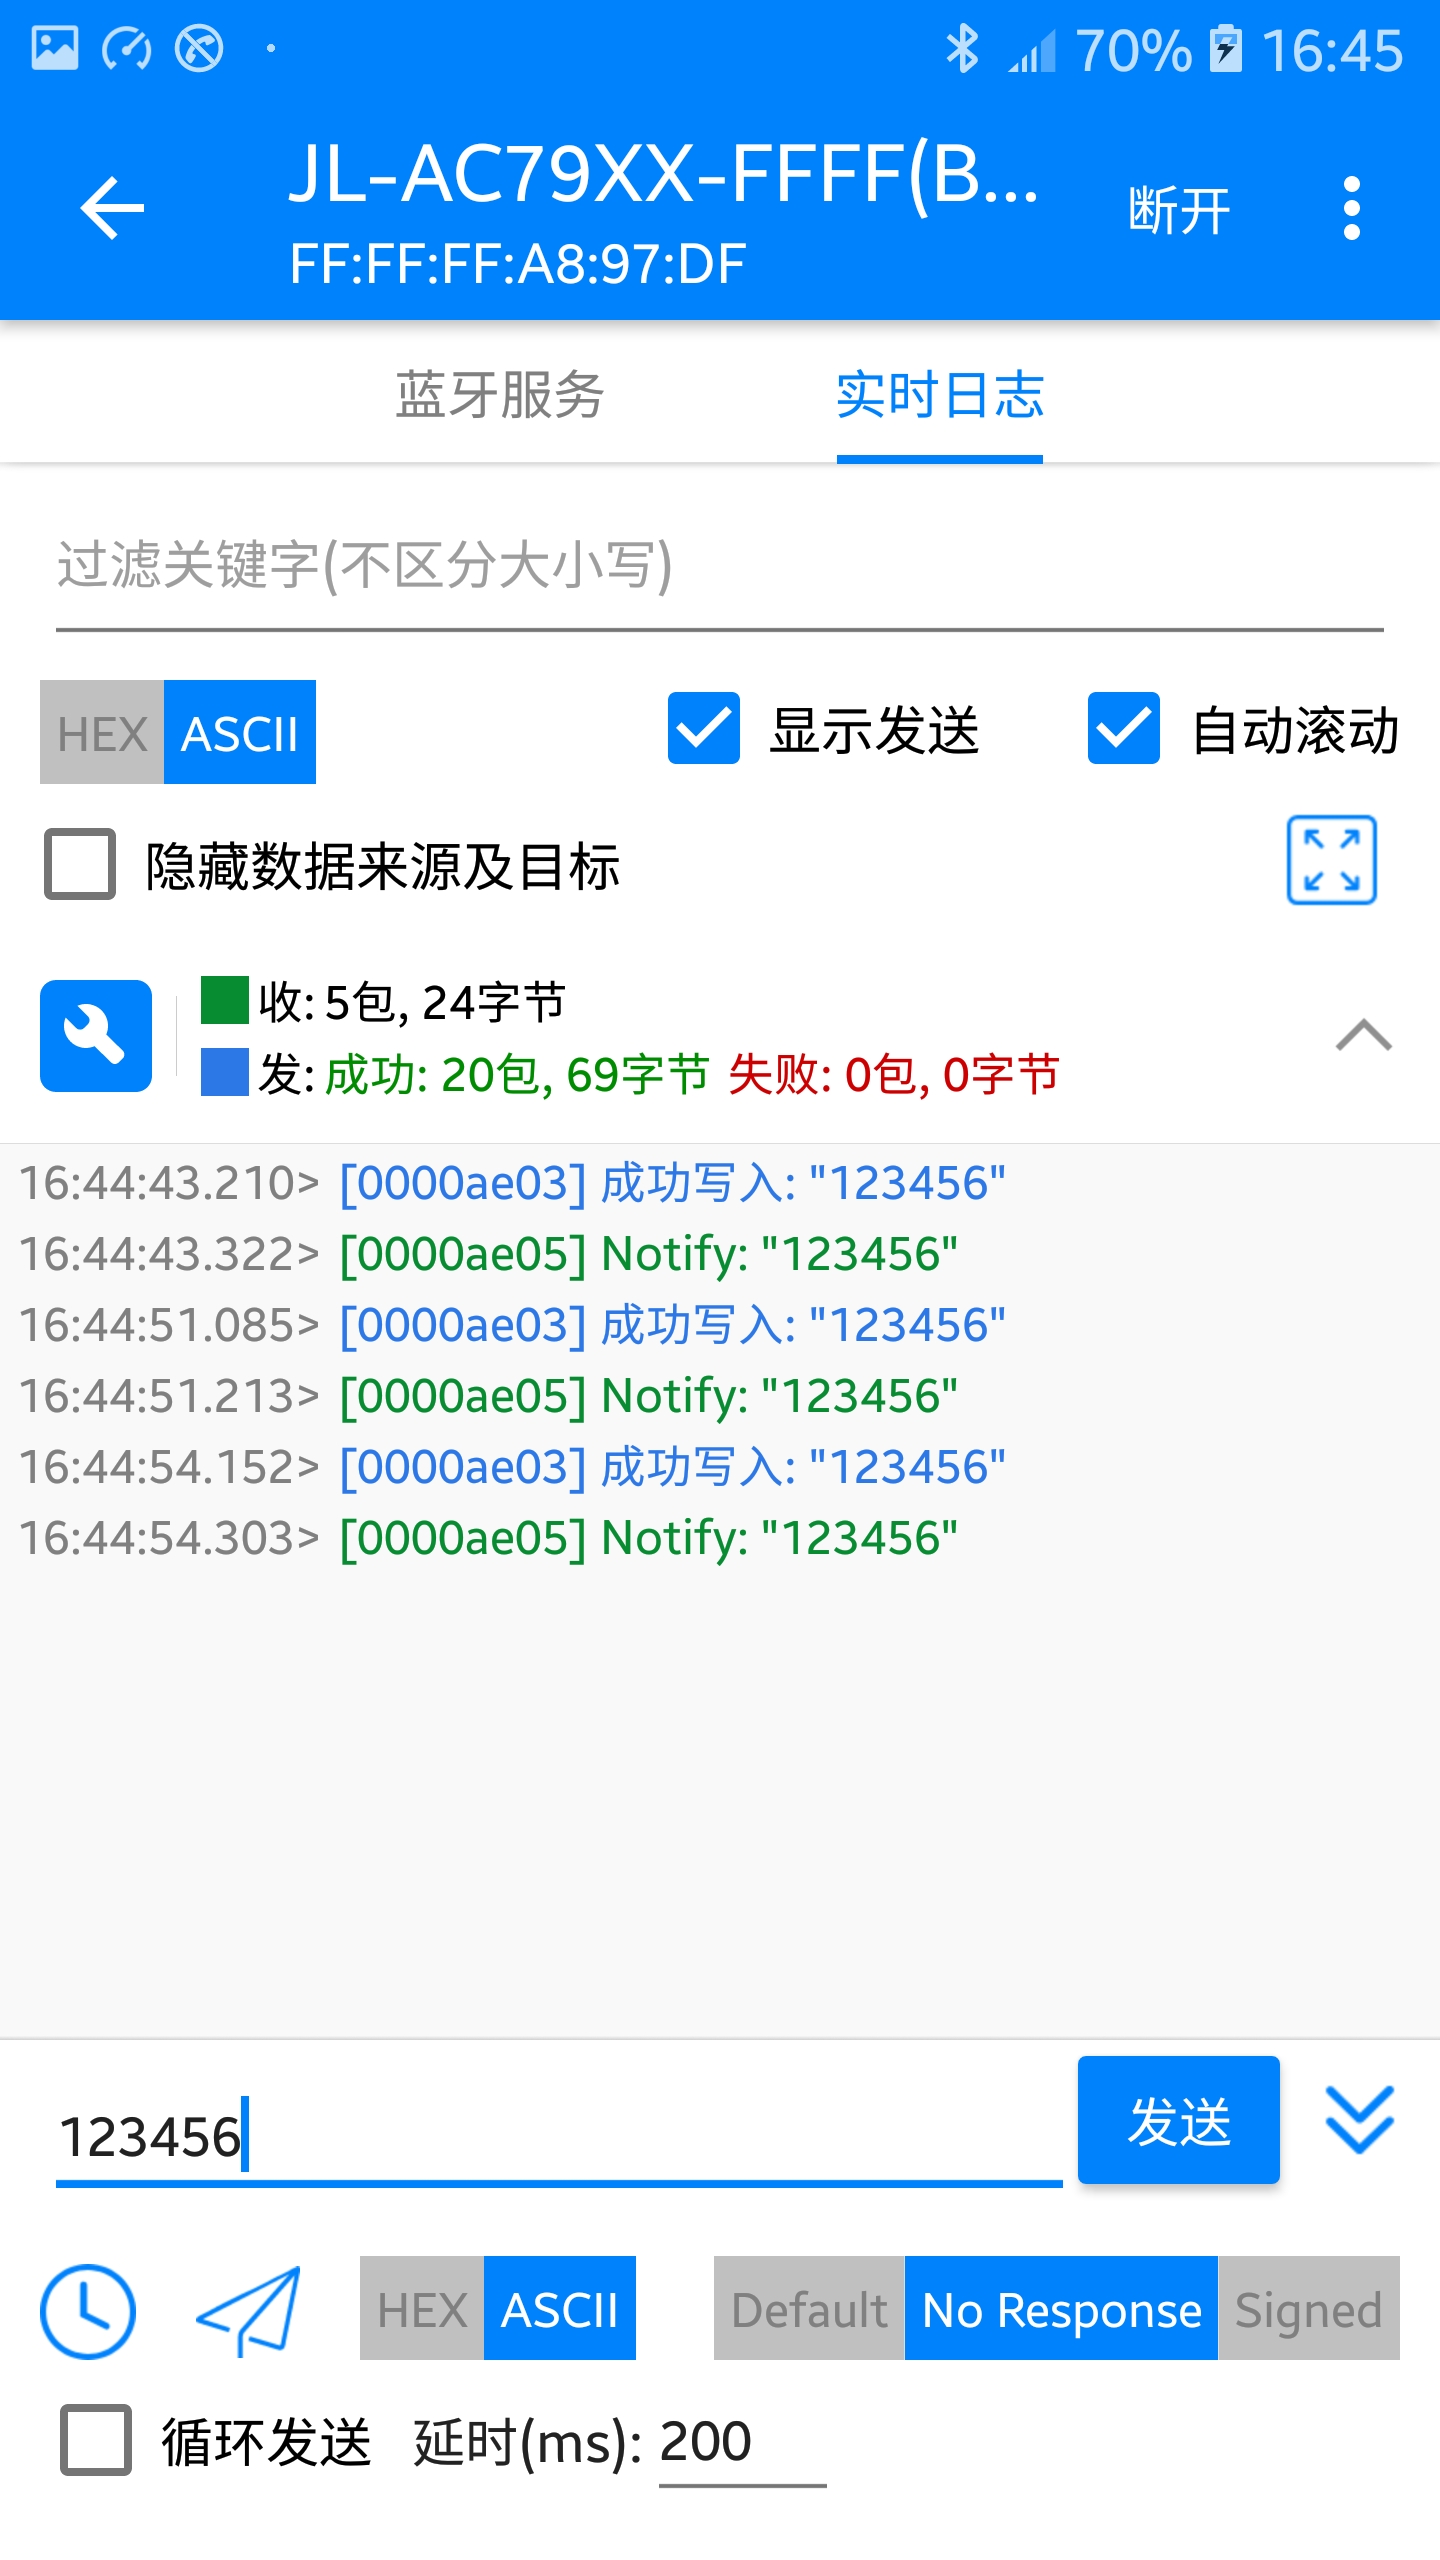 70% 16:45
JL-AC79XX-FFFF(B...
断开
FF:FF:FF:A8:97:DF
蓝牙服务 实时日志
过滤关键字(不区分大小写)
HEX ASCII 显示发送 自动滚动
隐藏数据来源及目标
收: 5包, 24字节
发: 成功: 20包, 69字节 失败: 0包, 0字节
16:44:43.210> [0000ae03] 成功写入: "123456"
16:44:43.322> [0000ae05] Notify: "123456"
16:44:51.085> [0000ae03] 成功写入: "123456"
16:44:51.213> [0000ae05] Notify: "123456"
16:44:54.152> [0000ae03] 成功写入: "123456"
16:44:54.303> [0000ae05] Notify: "123456"
123456 发送
HEX ASCII Default No Response Signed
循环发送 延时(ms): 200